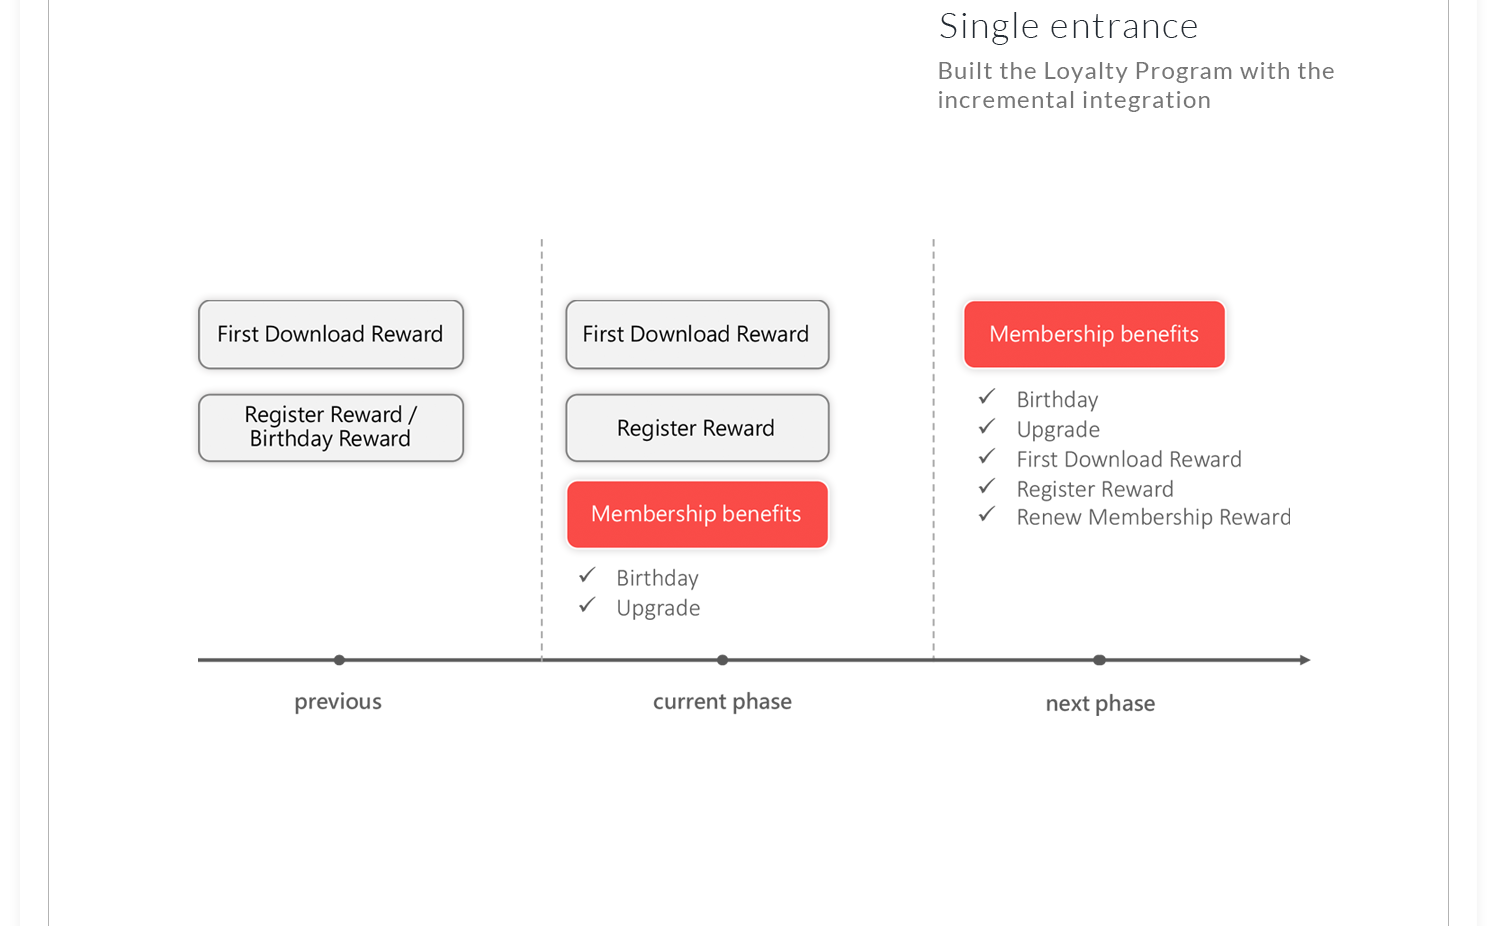 Single entrance
Built the Loyalty Program with the
incremental integration
First Download Reward
Register Reward /
Birthday Reward
First Download Reward
Register Reward
Membership benefits
✓ Birthday
✓ Upgrade
Membership benefits
✓ Birthday
✓ Upgrade
✓ First Download Reward
✓ Register Reward
✓ Renew Membership Reward
previous
current phase
next phase